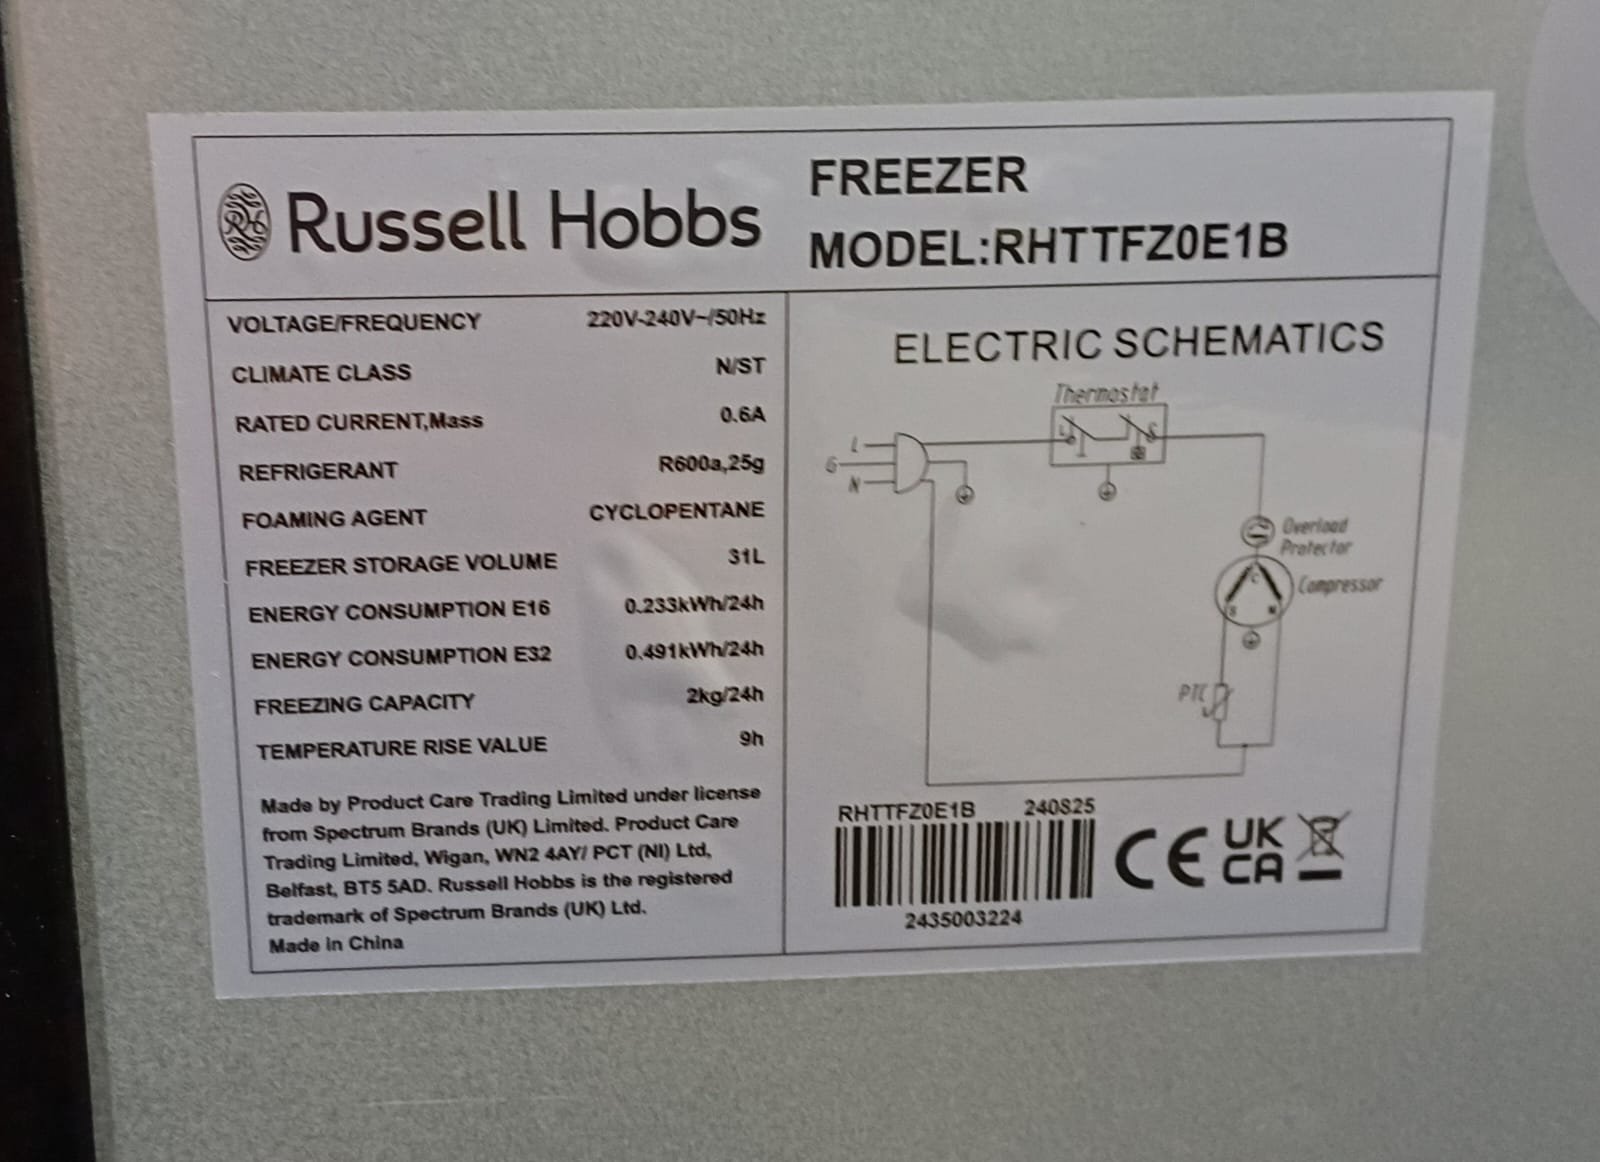 Russell Hobbs
FREEZER
MODEL:RHTTFZ0E1B
VOLTAGE/FREQUENCY 220V-240V~/50Hz
CLIMATE CLASS N/ST
RATED CURRENT,Mass 0.6A
REFRIGERANT R600a,25g
FOAMING AGENT CYCLOPENTANE
FREEZER STORAGE VOLUME 31L
ENERGY CONSUMPTION E16 0.233kWh/24h
ENERGY CONSUMPTION E32 0.491kWh/24h
FREEZING CAPACITY 2kg/24h
TEMPERATURE RISE VALUE 9h
Made by Product Care Trading Limited under license
from Spectrum Brands (UK) Limited. Product Care
Trading Limited, Wigan, WN2 4AY/ PCT (NI) Ltd,
Belfast, BT5 5AD. Russell Hobbs is the registered
trademark of Spectrum Brands (UK) Ltd.
Made in China
ELECTRIC SCHEMATICS
Thermostat
L
G
N
Overload
Protector
Compressor
C
S M
PTC
RHTTFZ0E1B 240825
2435003224
CE
UK
CA